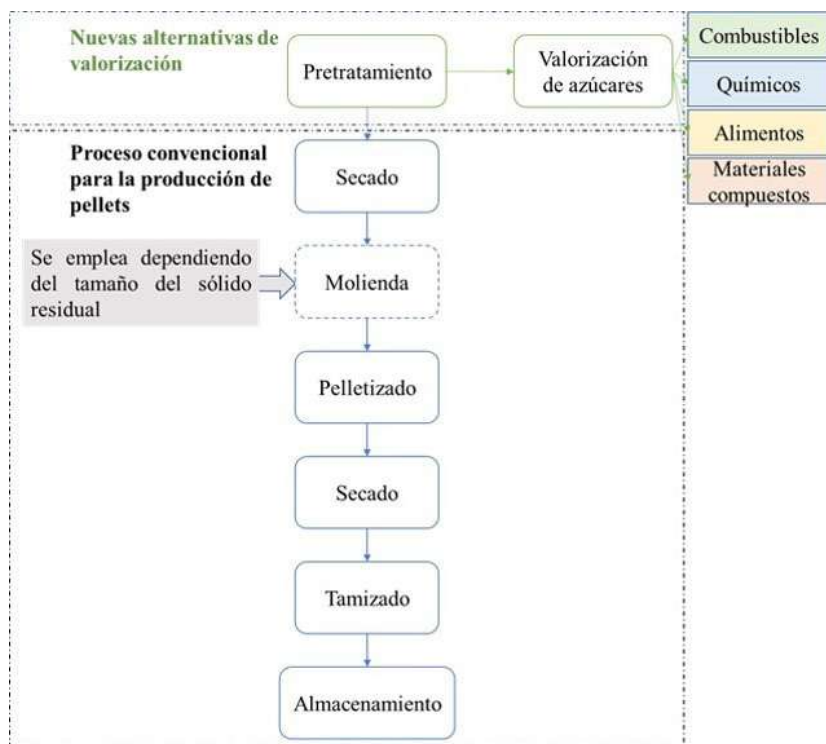 Nuevas alternativas de
valorización
Pretratamiento
Valorización
de azúcares
Combustibles
Químicos
Alimentos
Materiales
compuestos
Proceso convencional
para la producción de
pellets
Secado
Se emplea dependiendo
del tamaño del sólido
residual
Molienda
Pelletizado
Secado
Tamizado
Almacenamiento